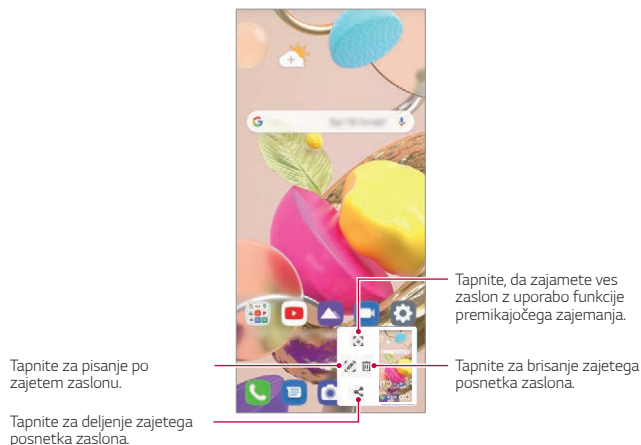 Tapnite, da zajamete ves
zaslon z uporabo funkcije
premikajočega zajemanja.
Tapnite za pisanje po
zajetem zaslonu.
Tapnite za brisanje zajetega
posnetka zaslona.
Tapnite za deljenje zajetega
posnetka zaslona.